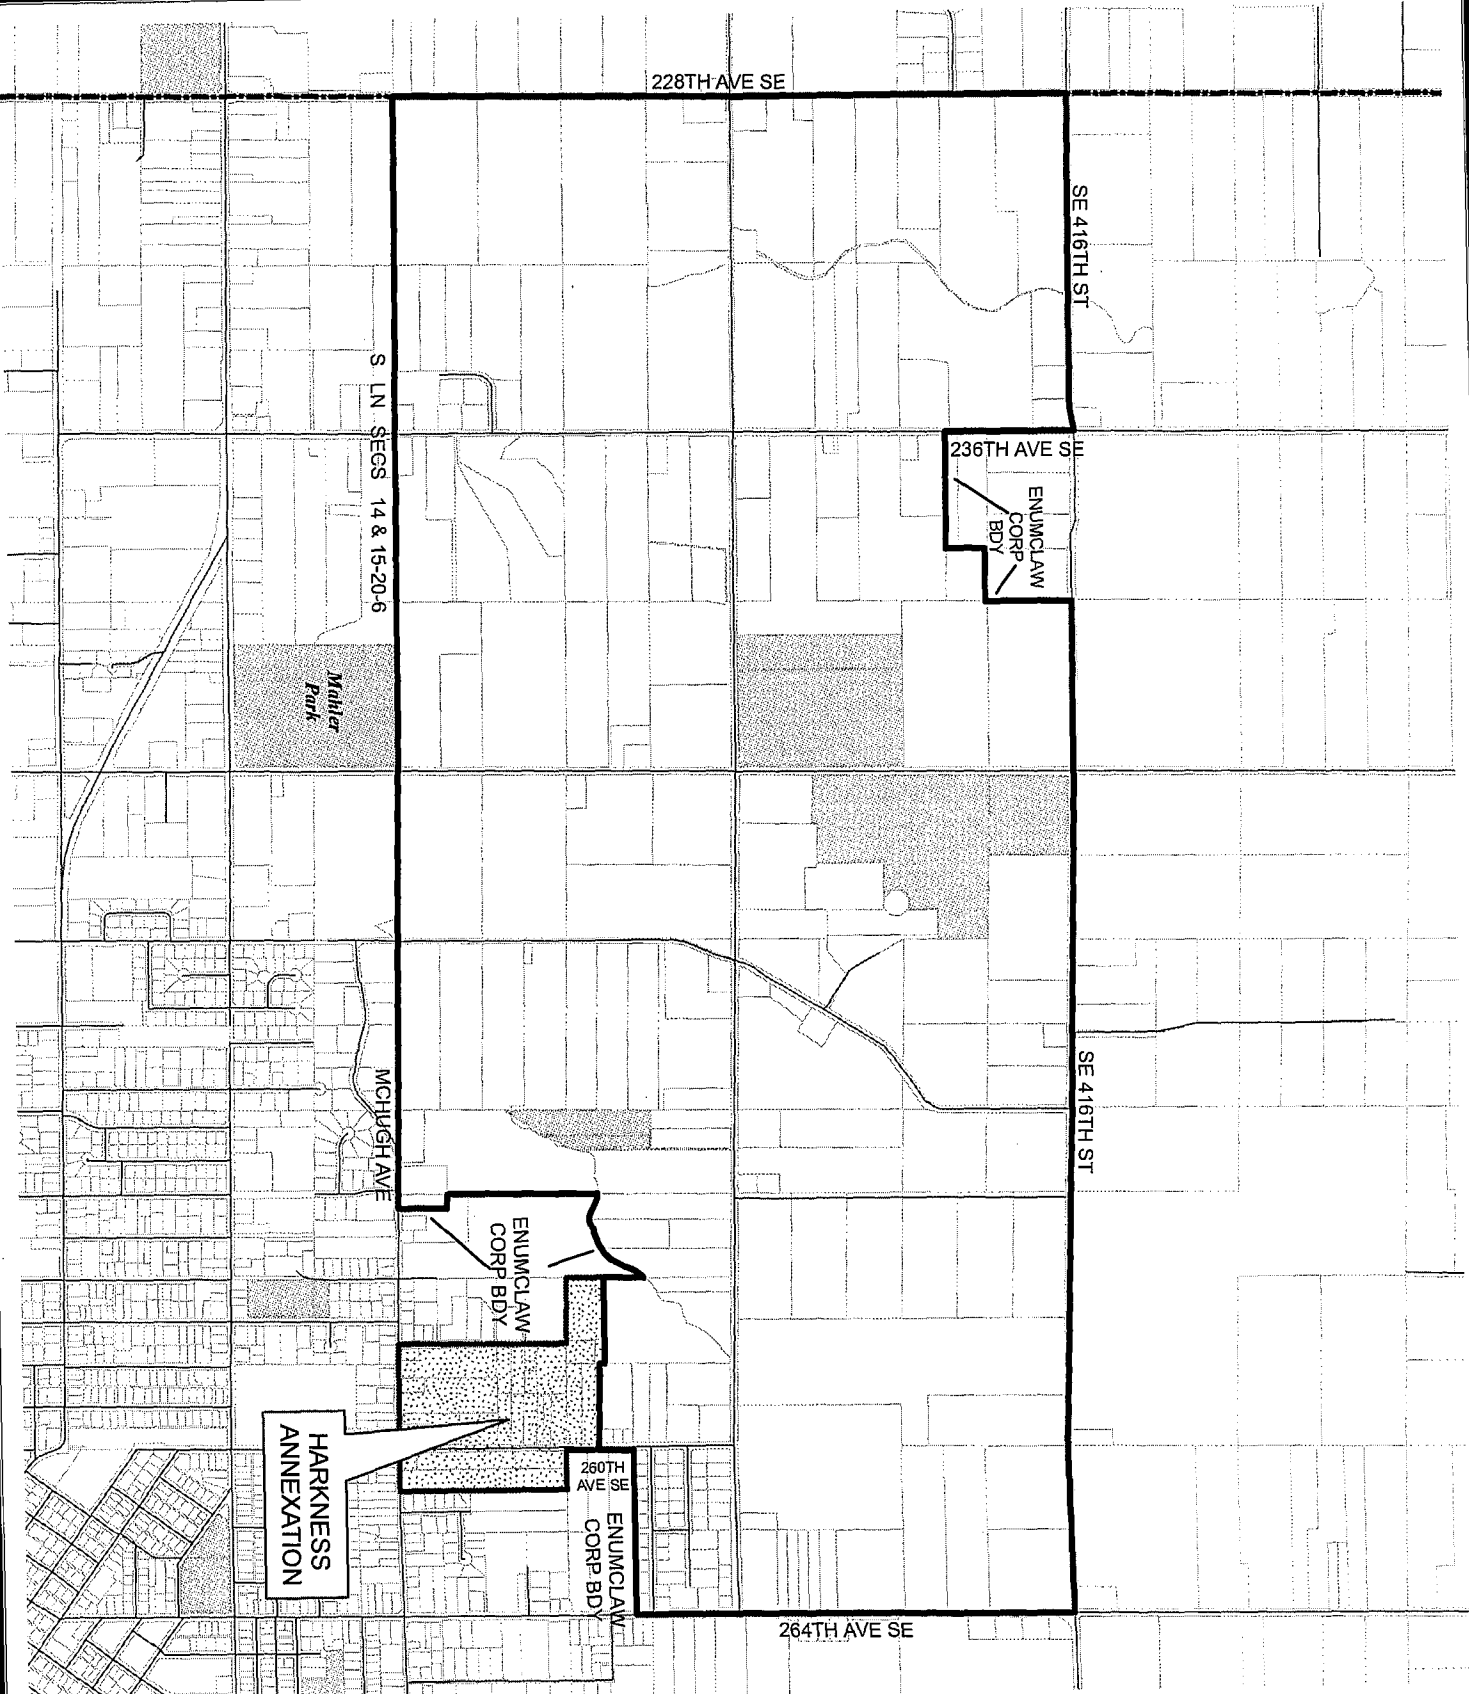 228TH AVE SE
SE 416TH ST
S LN SECS 14 & 15-20-6
236TH AVE SE
ENUMCLAW
CORP
BDY
Mahler
Park
SE 416TH ST
MCHUGH AVE
ENUMCLAW
CORP BDY
HARKNESS
ANNEXATION
260TH
AVE SE
ENUMCLAW
CORP BDY
264TH AVE SE